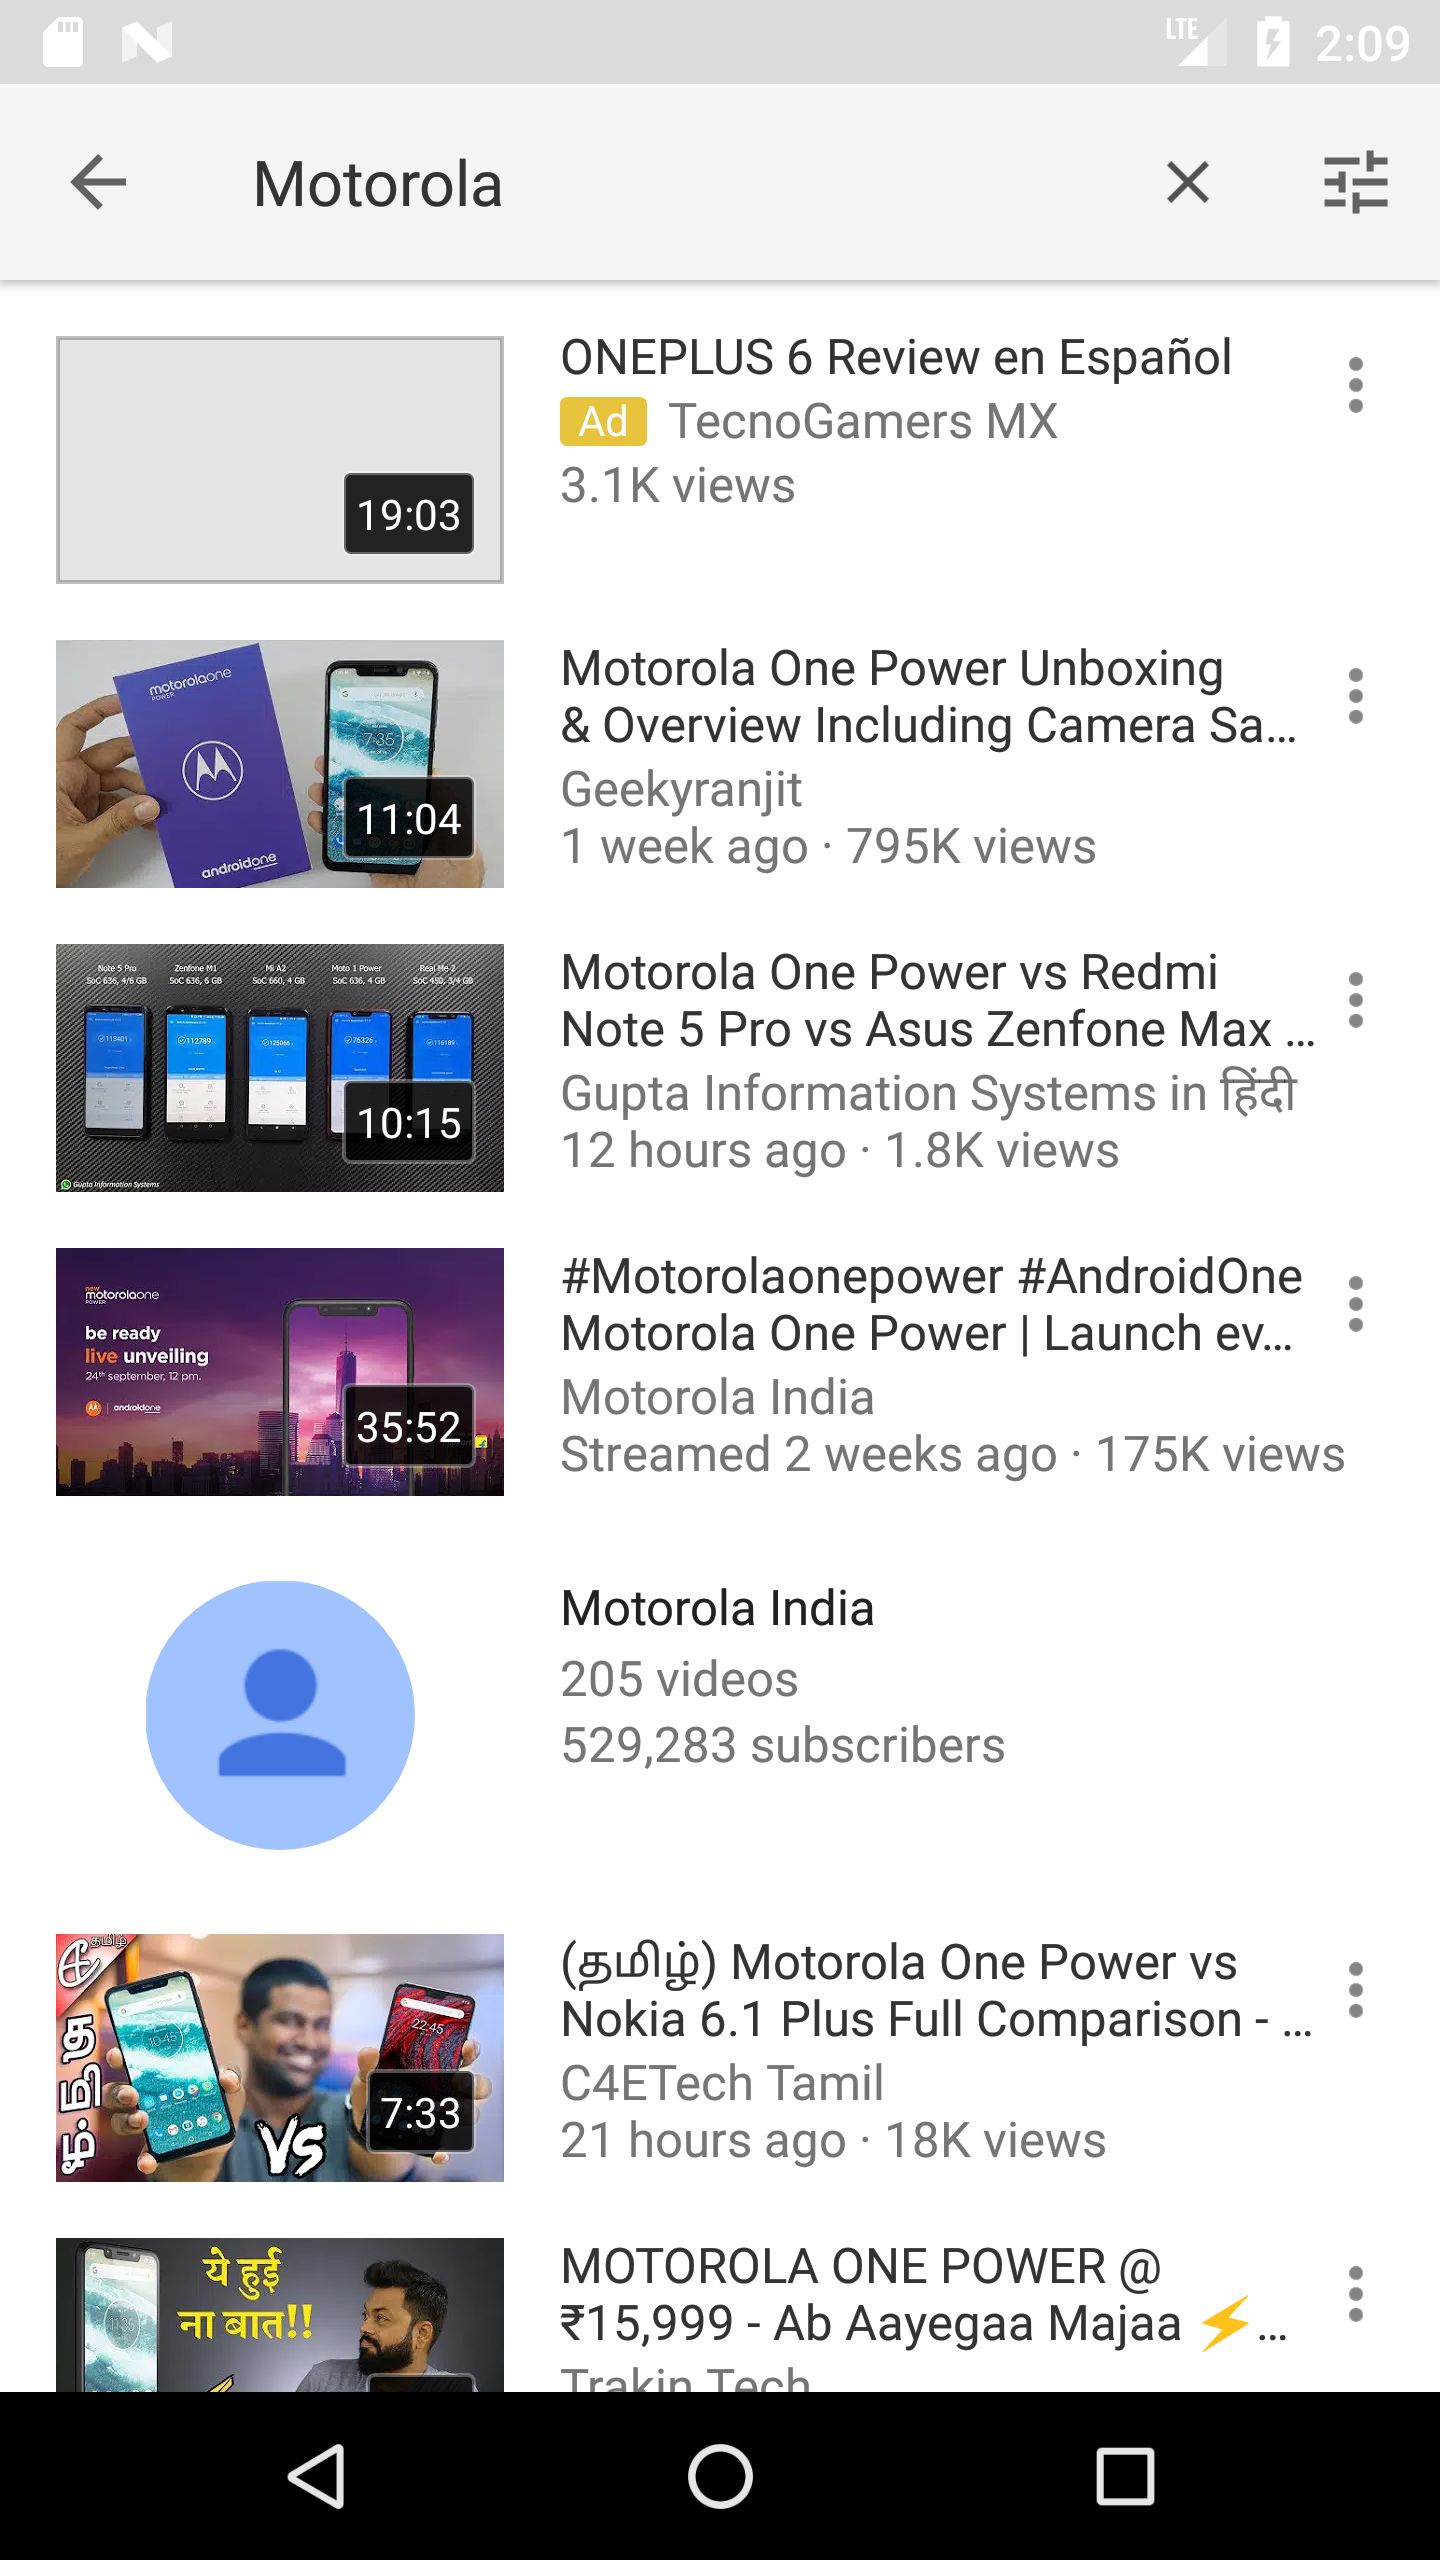 LTE 2:09
Motorola
ONEPLUS 6 Review en Español
Ad TecnoGamers MX
3.1K views
19:03
motorolaone
POWER
androidone
7:35
11:04
Motorola One Power Unboxing
& Overview Including Camera Sa…
Geekyranjit
1 week ago · 795K views
Note 5 Pro Zenfone M1 Mi A2 Moto 1 Power Real Me 2
SoC 636, 4/6 GB SoC 636, 6 GB SoC 660, 4 GB SoC 636, 4 GB SoC 450, 3/4 GB
113401 112789 125066 76326 116189
10:15
Gupta Information Systems
Motorola One Power vs Redmi
Note 5 Pro vs Asus Zenfone Max …
Gupta Information Systems in हिंदी
12 hours ago · 1.8K views
new
motorolaone
POWER
be ready
live unveiling
24th september, 12 pm.
androidone
35:52
#Motorolaonepower #AndroidOne
Motorola One Power | Launch ev…
Motorola India
Streamed 2 weeks ago · 175K views
Motorola India
205 videos
529,283 subscribers
தமிழ்
தமிழ்
10:45
22:45
VS
7:33
(தமிழ்) Motorola One Power vs
Nokia 6.1 Plus Full Comparison - …
C4ETech Tamil
21 hours ago · 18K views
ये हुई
ना बात!!
11:35
MOTOROLA ONE POWER @
₹15,999 - Ab Aayegaa Majaa ⚡…
Trakin Tech